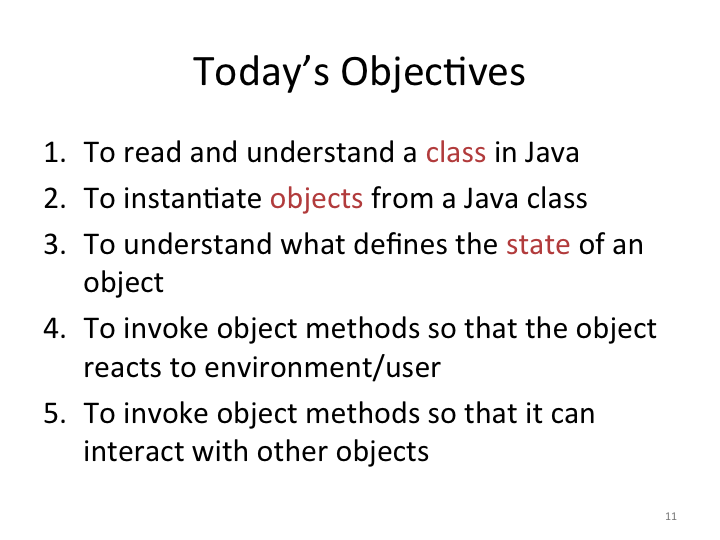 Today’s Objectives
1. To read and understand a class in Java
2. To instantiate objects from a Java class
3. To understand what defines the state of an
object
4. To invoke object methods so that the object
reacts to environment/user
5. To invoke object methods so that it can
interact with other objects
11